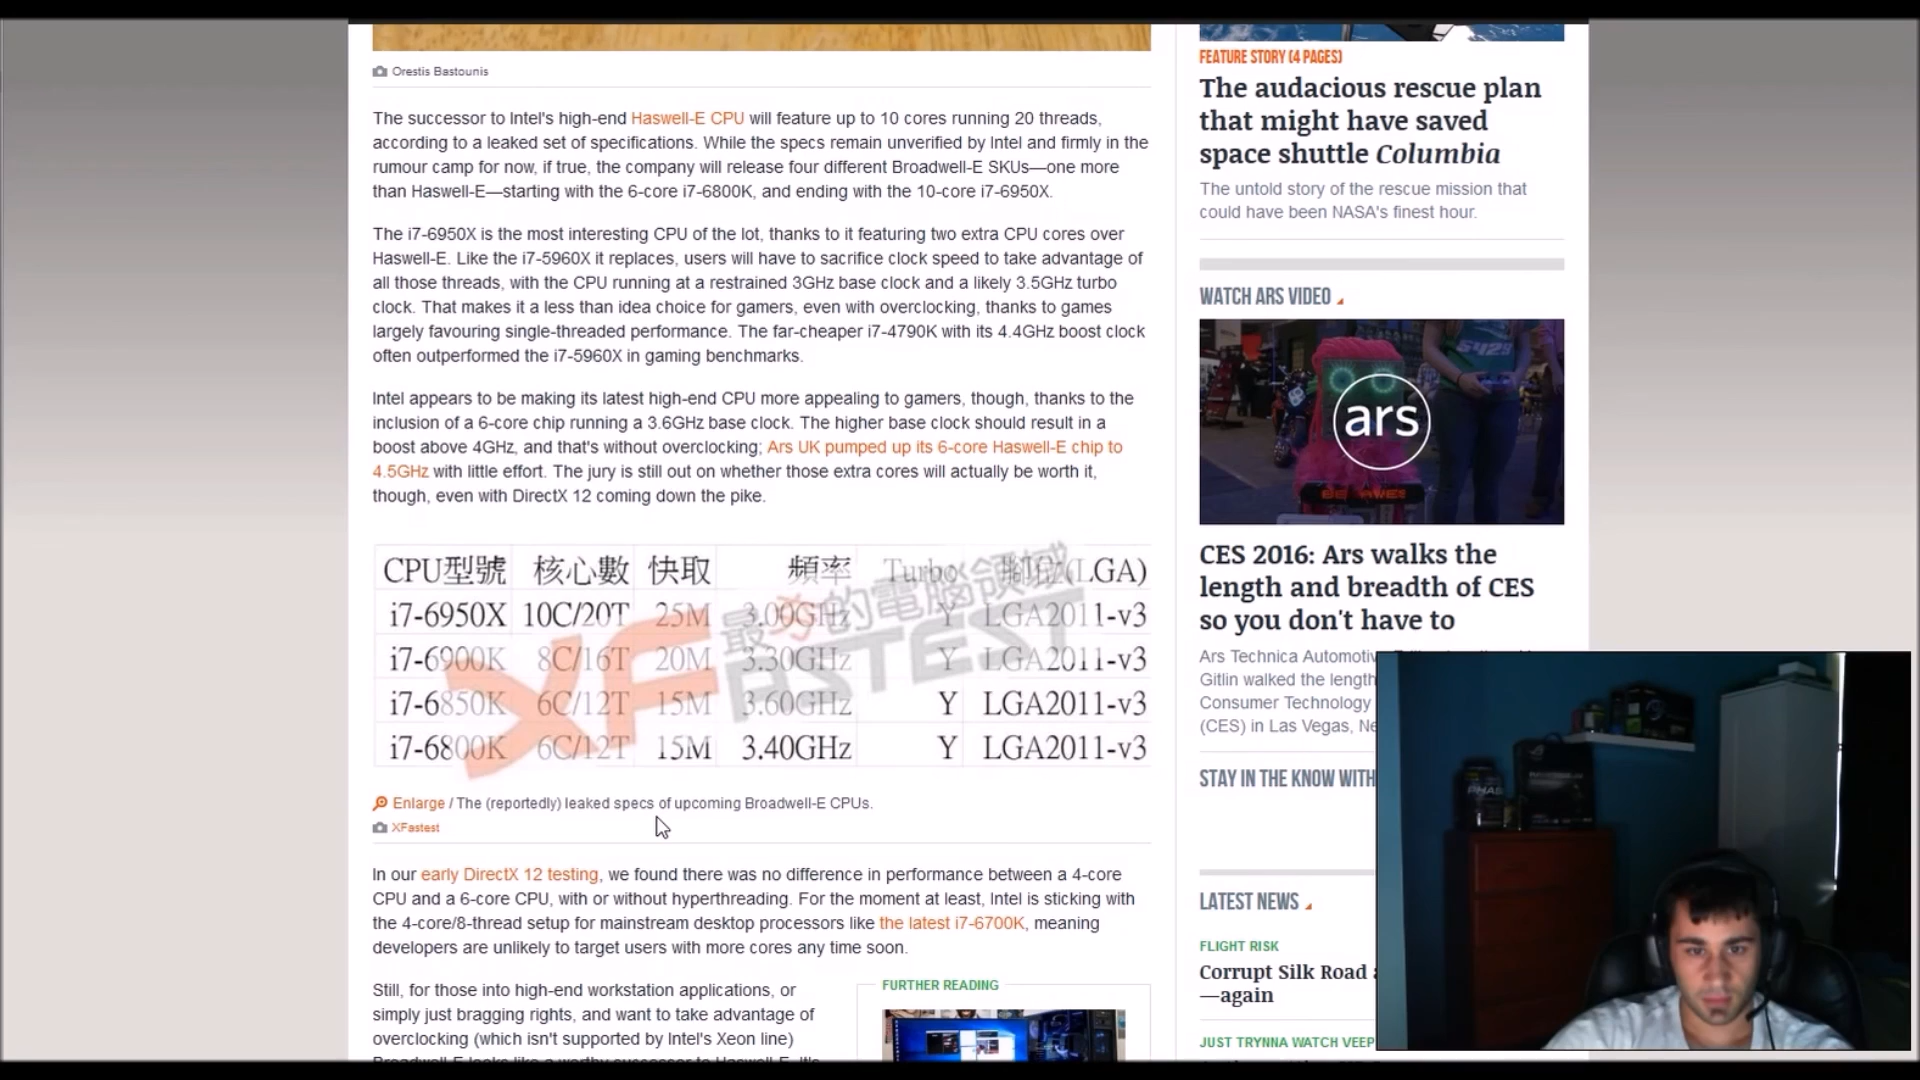 Orestis Bastounis
The successor to Intel's high-end Haswell-E CPU will feature up to 10 cores running 20 threads,
according to a leaked set of specifications. While the specs remain unverified by Intel and firmly in the
rumour camp for now, if true, the company will release four different Broadwell-E SKUs—one more
than Haswell-E—starting with the 6-core i7-6800K, and ending with the 10-core i7-6950X.
The i7-6950X is the most interesting CPU of the lot, thanks to it featuring two extra CPU cores over
Haswell-E. Like the i7-5960X it replaces, users will have to sacrifice clock speed to take advantage of
all those threads, with the CPU running at a restrained 3GHz base clock and a likely 3.5GHz turbo
clock. That makes it a less than idea choice for gamers, even with overclocking, thanks to games
largely favouring single-threaded performance. The far-cheaper i7-4790K with its 4.4GHz boost clock
often outperformed the i7-5960X in gaming benchmarks.
Intel appears to be making its latest high-end CPU more appealing to gamers, though, thanks to the
inclusion of a 6-core chip running a 3.6GHz base clock. The higher base clock should result in a
boost above 4GHz, and that's without overclocking; Ars UK pumped up its 6-core Haswell-E chip to
4.5GHz with little effort. The jury is still out on whether those extra cores will actually be worth it,
though, even with DirectX 12 coming down the pike.
CPU型號 核心數 快取 頻率 Turbo 腳位(LGA)
i7-6950X 10C/20T 25M 3.00GHz Y LGA2011-v3
i7-6900K 8C/16T 20M 3.30GHz Y LGA2011-v3
i7-6850K 6C/12T 15M 3.60GHz Y LGA2011-v3
i7-6800K 6C/12T 15M 3.40GHz Y LGA2011-v3
XFASTEST
Enlarge / The (reportedly) leaked specs of upcoming Broadwell-E CPUs.
XFastest
In our early DirectX 12 testing, we found there was no difference in performance between a 4-core
CPU and a 6-core CPU, with or without hyperthreading. For the moment at least, Intel is sticking with
the 4-core/8-thread setup for mainstream desktop processors like the latest i7-6700K, meaning
developers are unlikely to target users with more cores any time soon.
Still, for those into high-end workstation applications, or
simply just bragging rights, and want to take advantage of
overclocking (which isn't supported by Intel's Xeon line)
FURTHER READING
FEATURE STORY (4 PAGES)
The audacious rescue plan
that might have saved
space shuttle Columbia
The untold story of the rescue mission that
could have been NASA's finest hour.
WATCH ARS VIDEO
ars
CES 2016: Ars walks the
length and breadth of CES
so you don't have to
Ars Technica Automotiv
Gitlin walked the length
Consumer Technology
(CES) in Las Vegas, Ne
STAY IN THE KNOW WITH
LATEST NEWS
FLIGHT RISK
Corrupt Silk Road
—again
JUST TRYNNA WATCH VEEP